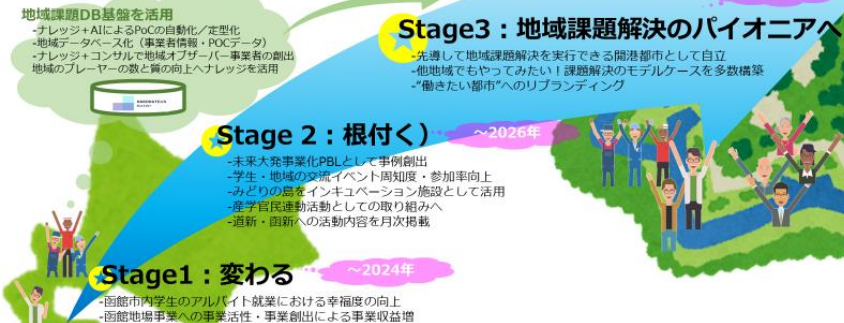 地域課題DB基盤を活用
-ナレッジ+AIによるPoCの自動化/定型化
-地域データベース化(事業者情報・POCデータ)
-ナレッジ+コンサルで地域オブザーバー事業者の創出
地域のプレーヤーの数と質の向上へナレッジを活用
Stage3:地域課題解決のパイオニアへ
-先導して地域課題解決を実行できる開港都市として自立
-他地域でもやってみたい!課題解決のモデルケースを多数構築
-“働きたい都市”へのリブランディング
Stage 2:根付く)
~2026年
-未来大発事業化PBLとして事例創出
-学生・地域の交流イベント周知度・参加率向上
-みどりの島をインキュベーション施設として活用
-産学官民連動活動としての取り組みへ
-道新・函新への活動内容を月次掲載
Stage1:変わる
~2024年
-函館市内学生のアルバイト就業における幸福度の向上
-函館地場事業への事業活性・事業創出による事業収益増